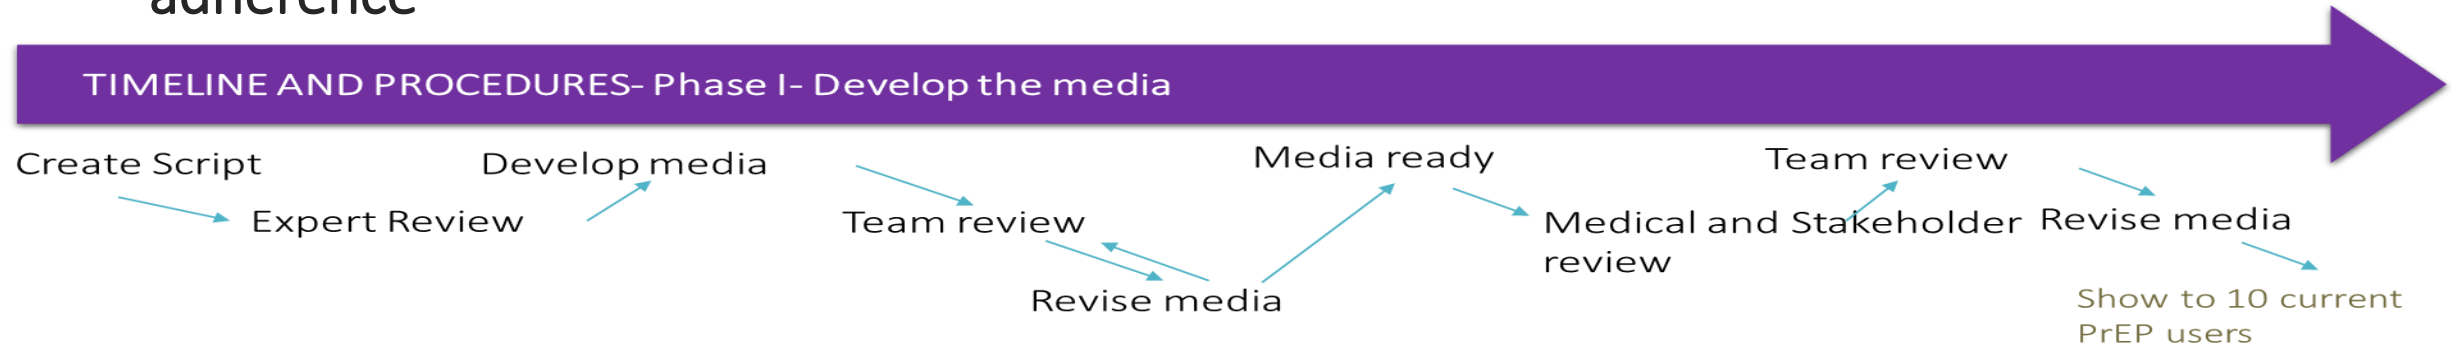 adherence
TIMELINE AND PROCEDURES- Phase I- Develop the media
Create Script
Expert Review
Develop media
Team review
Revise media
Media ready
Medical and Stakeholder
review
Team review
Revise media
Show to 10 current
PrEP users